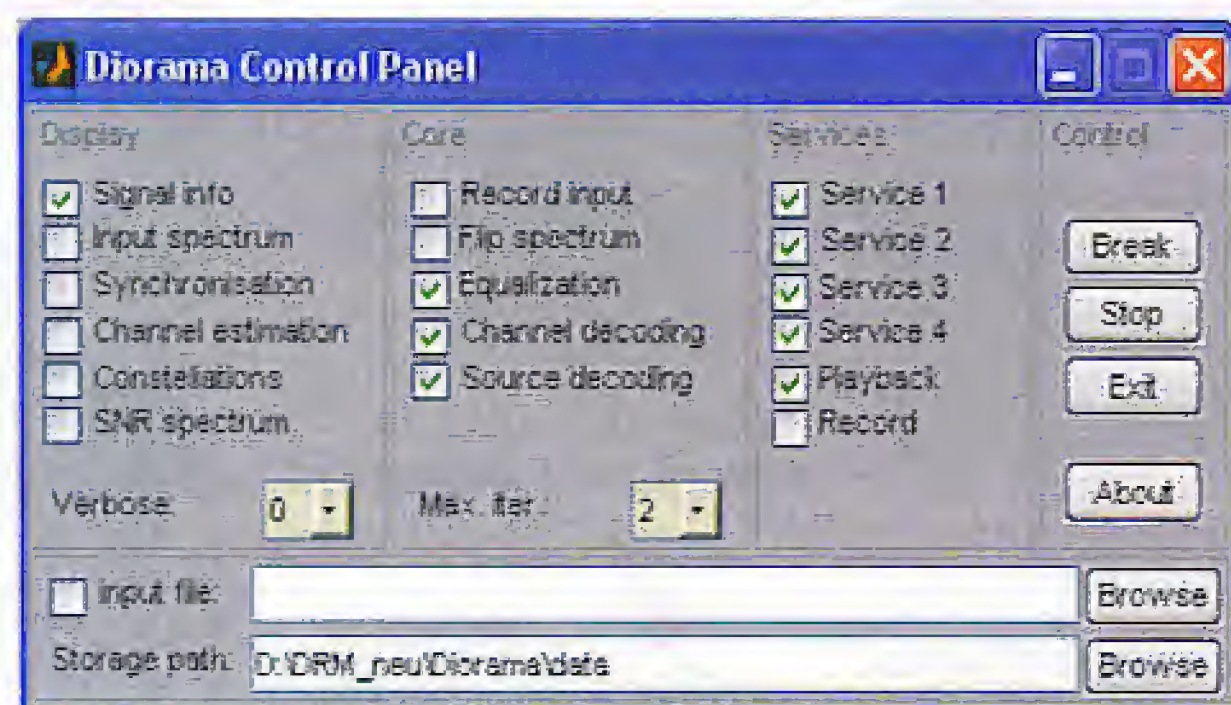 Diorama Control Panel
Display
Signal info
Input spectrum
Synchronisation
Channel estimation
Constellations
SNR spectrum
Verbose: 0
Core
Record input
Flip spectrum
Equalization
Channel decoding
Source decoding
Max. iter.: 2
Services
Service 1
Service 2
Service 3
Service 4
Playback
Record
Control
Break
Stop
Exit
About
Input file: Browse
Storage path: D:\DRM_neu\Diorama\data Browse